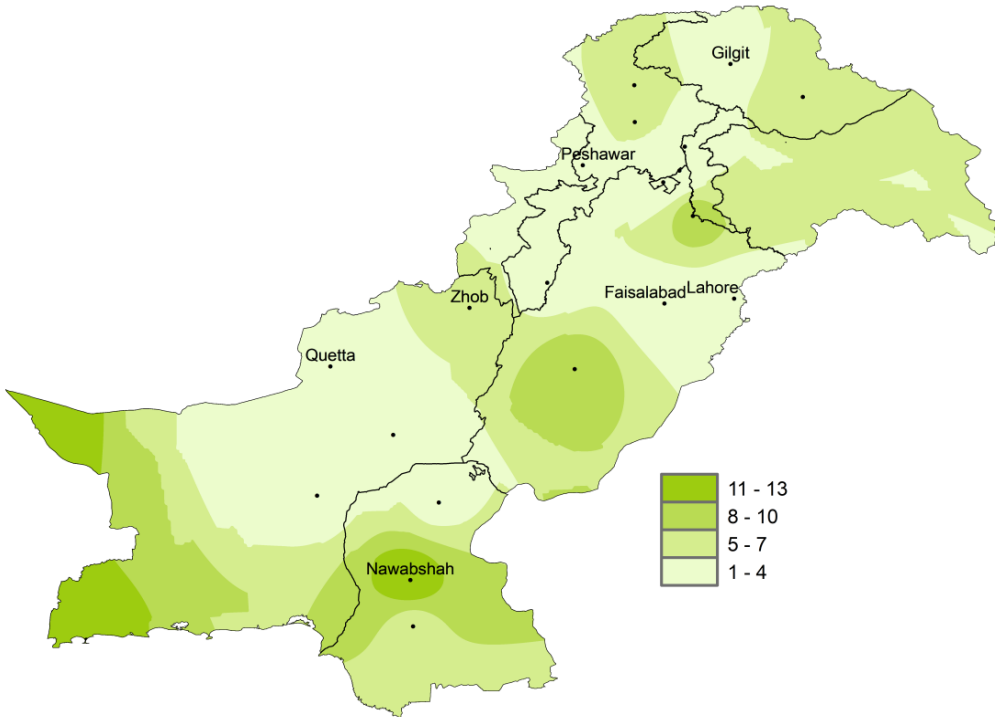 Gilgit
Peshawar
Zhob
Faisalabad
Lahore
Quetta
Nawabshah
11 - 13
8 - 10
5 - 7
1 - 4